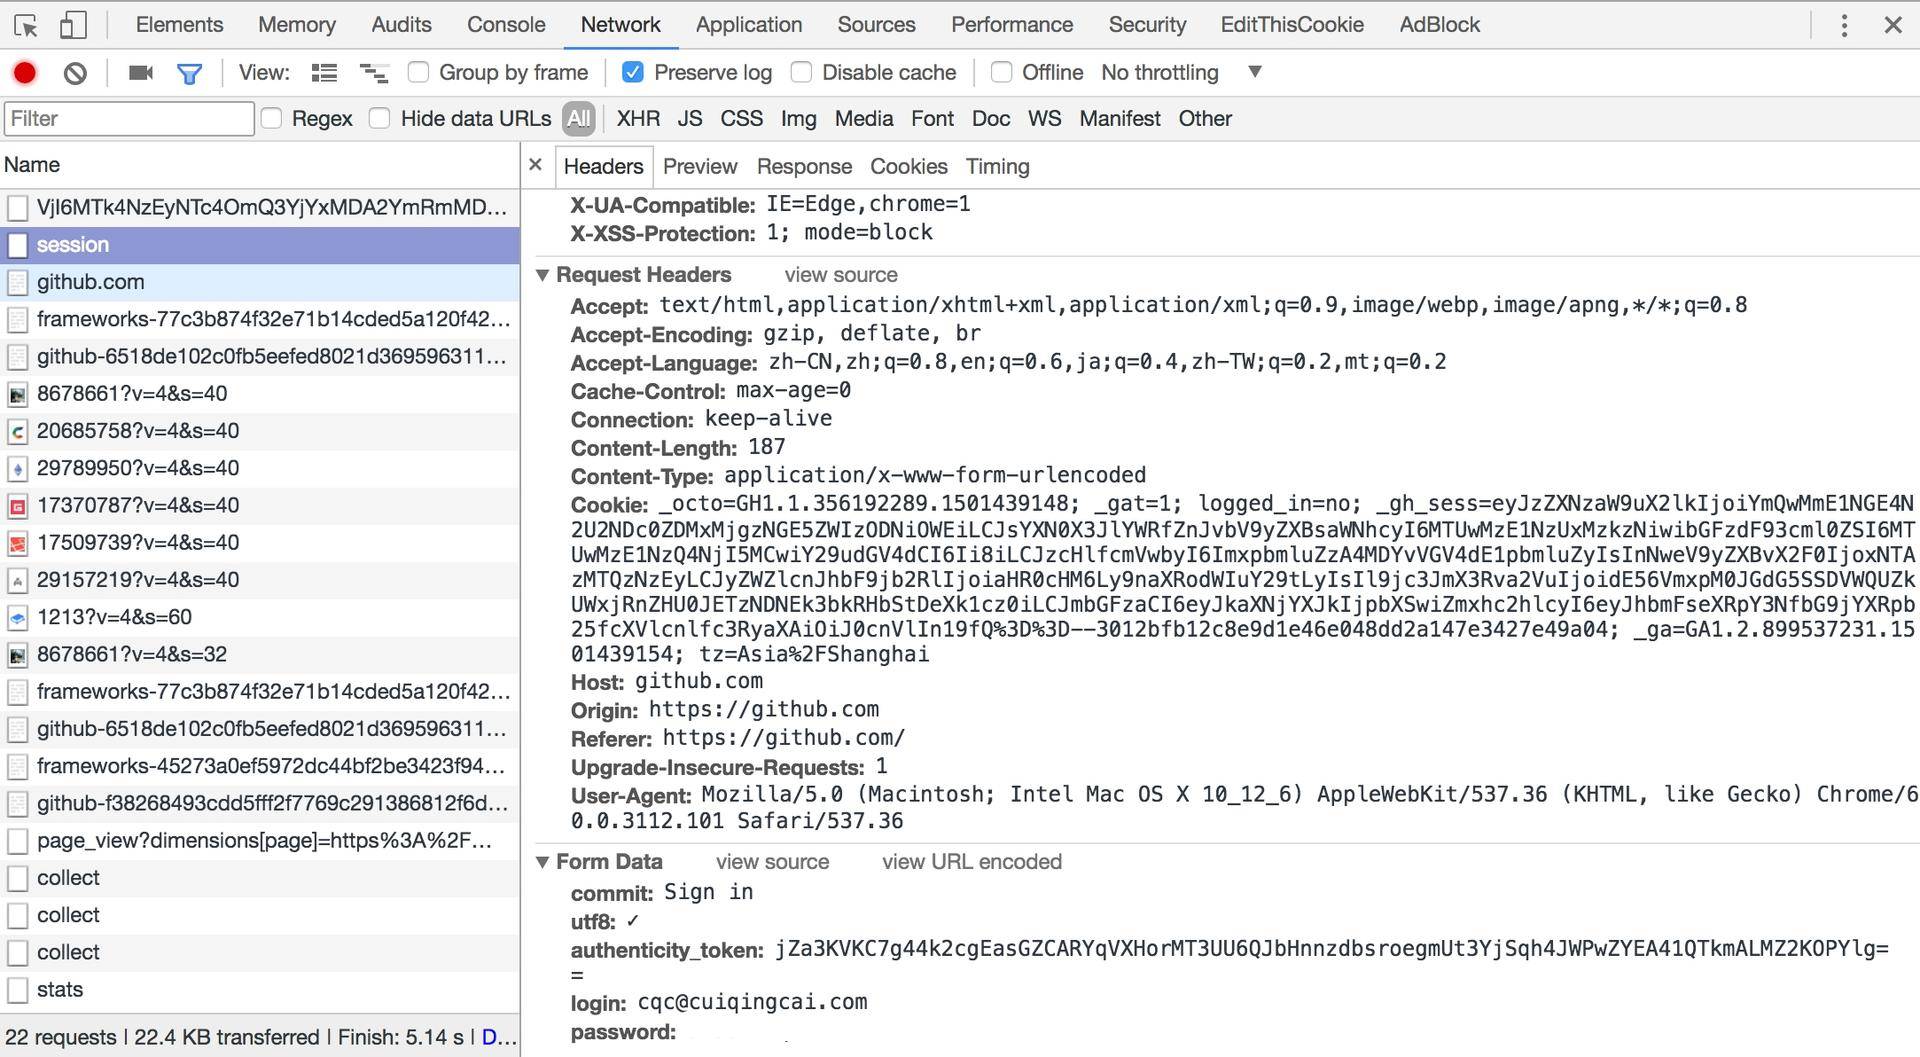 Elements Memory Audits Console Network Application Sources Performance Security EditThisCookie AdBlock
View: Group by frame Preserve log Disable cache Offline No throttling
Filter Regex Hide data URLs All XHR JS CSS Img Media Font Doc WS Manifest Other
Name
VjI6MTk4NzEyNTc4OmQ3YjYxMDA2YmRmMD...
session
github.com
frameworks-77c3b874f32e71b14cded5a120f42...
github-6518de102c0fb5eefed8021d369596311...
8678661?v=4&s=40
20685758?v=4&s=40
29789950?v=4&s=40
17370787?v=4&s=40
17509739?v=4&s=40
29157219?v=4&s=40
1213?v=4&s=60
8678661?v=4&s=32
frameworks-77c3b874f32e71b14cded5a120f42...
github-6518de102c0fb5eefed8021d369596311...
frameworks-45273a0ef5972dc44bf2be3423f94...
github-f38268493cdd5fff2f7769c291386812f6d...
page_view?dimensions[page]=https%3A%2F...
collect
collect
collect
stats
22 requests | 22.4 KB transferred | Finish: 5.14 s | D...
Headers Preview Response Cookies Timing
X-UA-Compatible: IE=Edge,chrome=1
X-XSS-Protection: 1; mode=block
Request Headers view source
Accept: text/html,application/xhtml+xml,application/xml;q=0.9,image/webp,image/apng,*/*;q=0.8
Accept-Encoding: gzip, deflate, br
Accept-Language: zh-CN,zh;q=0.8,en;q=0.6,ja;q=0.4,zh-TW;q=0.2,mt;q=0.2
Cache-Control: max-age=0
Connection: keep-alive
Content-Length: 187
Content-Type: application/x-www-form-urlencoded
Cookie: _octo=GH1.1.356192289.1501439148; _gat=1; logged_in=no; _gh_sess=eyJzZXNzaW9uX2lkIjoiYmQwMmE1NGE4N
2U2NDc0ZDMxMjgzNGE5ZWIzODNiOWEiLCJsYXN0X3JlYWRfZnJvbV9yZXBsaWNhcyI6MTUwMzE1NzUxMzkzNiwibGFzdF93cml0ZSI6MT
UwMzE1NzQ4NjI5MCwiY29udGV4dCI6Ii8iLCJzcHlfcmVwbyI6ImxpbmluZzA4MDYvVGV4dE1pbmluZyIsInNweV9yZXBvX2F0IjoxNTA
zMTQzNzEyLCJyZWZlcnJhbF9jb2RlIjoiaHR0cHM6Ly9naXRodWIuY29tLyIsIl9jc3JmX3Rva2VuIjoidE56VmxpM0JGdG5SSDVWQUZk
UWxjRnZHU0JETzNDNEk3bkRHbStDeXk1cz0iLCJmbGFzaCI6eyJkaXNjYXJkIjpbXSwiZmxhc2hlcyI6eyJhbmFseXRpY3NfbG9jYXRpb
25fcXVlcnlfc3RyaXAiOiJ0cnVlIn19fQ%3D%3D--3012bfb12c8e9d1e46e048dd2a147e3427e49a04; _ga=GA1.2.899537231.15
01439154; tz=Asia%2FShanghai
Host: github.com
Origin: https://github.com
Referer: https://github.com/
Upgrade-Insecure-Requests: 1
User-Agent: Mozilla/5.0 (Macintosh; Intel Mac OS X 10_12_6) AppleWebKit/537.36 (KHTML, like Gecko) Chrome/6
0.0.3112.101 Safari/537.36
Form Data view source view URL encoded
commit: Sign in
utf8: ✓
authenticity_token: jZa3KVKC7g44k2cgEasGZCARYqVXHorMT3UU6QJbHnnzdbsroegmUt3YjSqh4JWPwZYEA41QTkmALMZ2KOPYlg=
=
login: cqc@cuiqingcai.com
password: